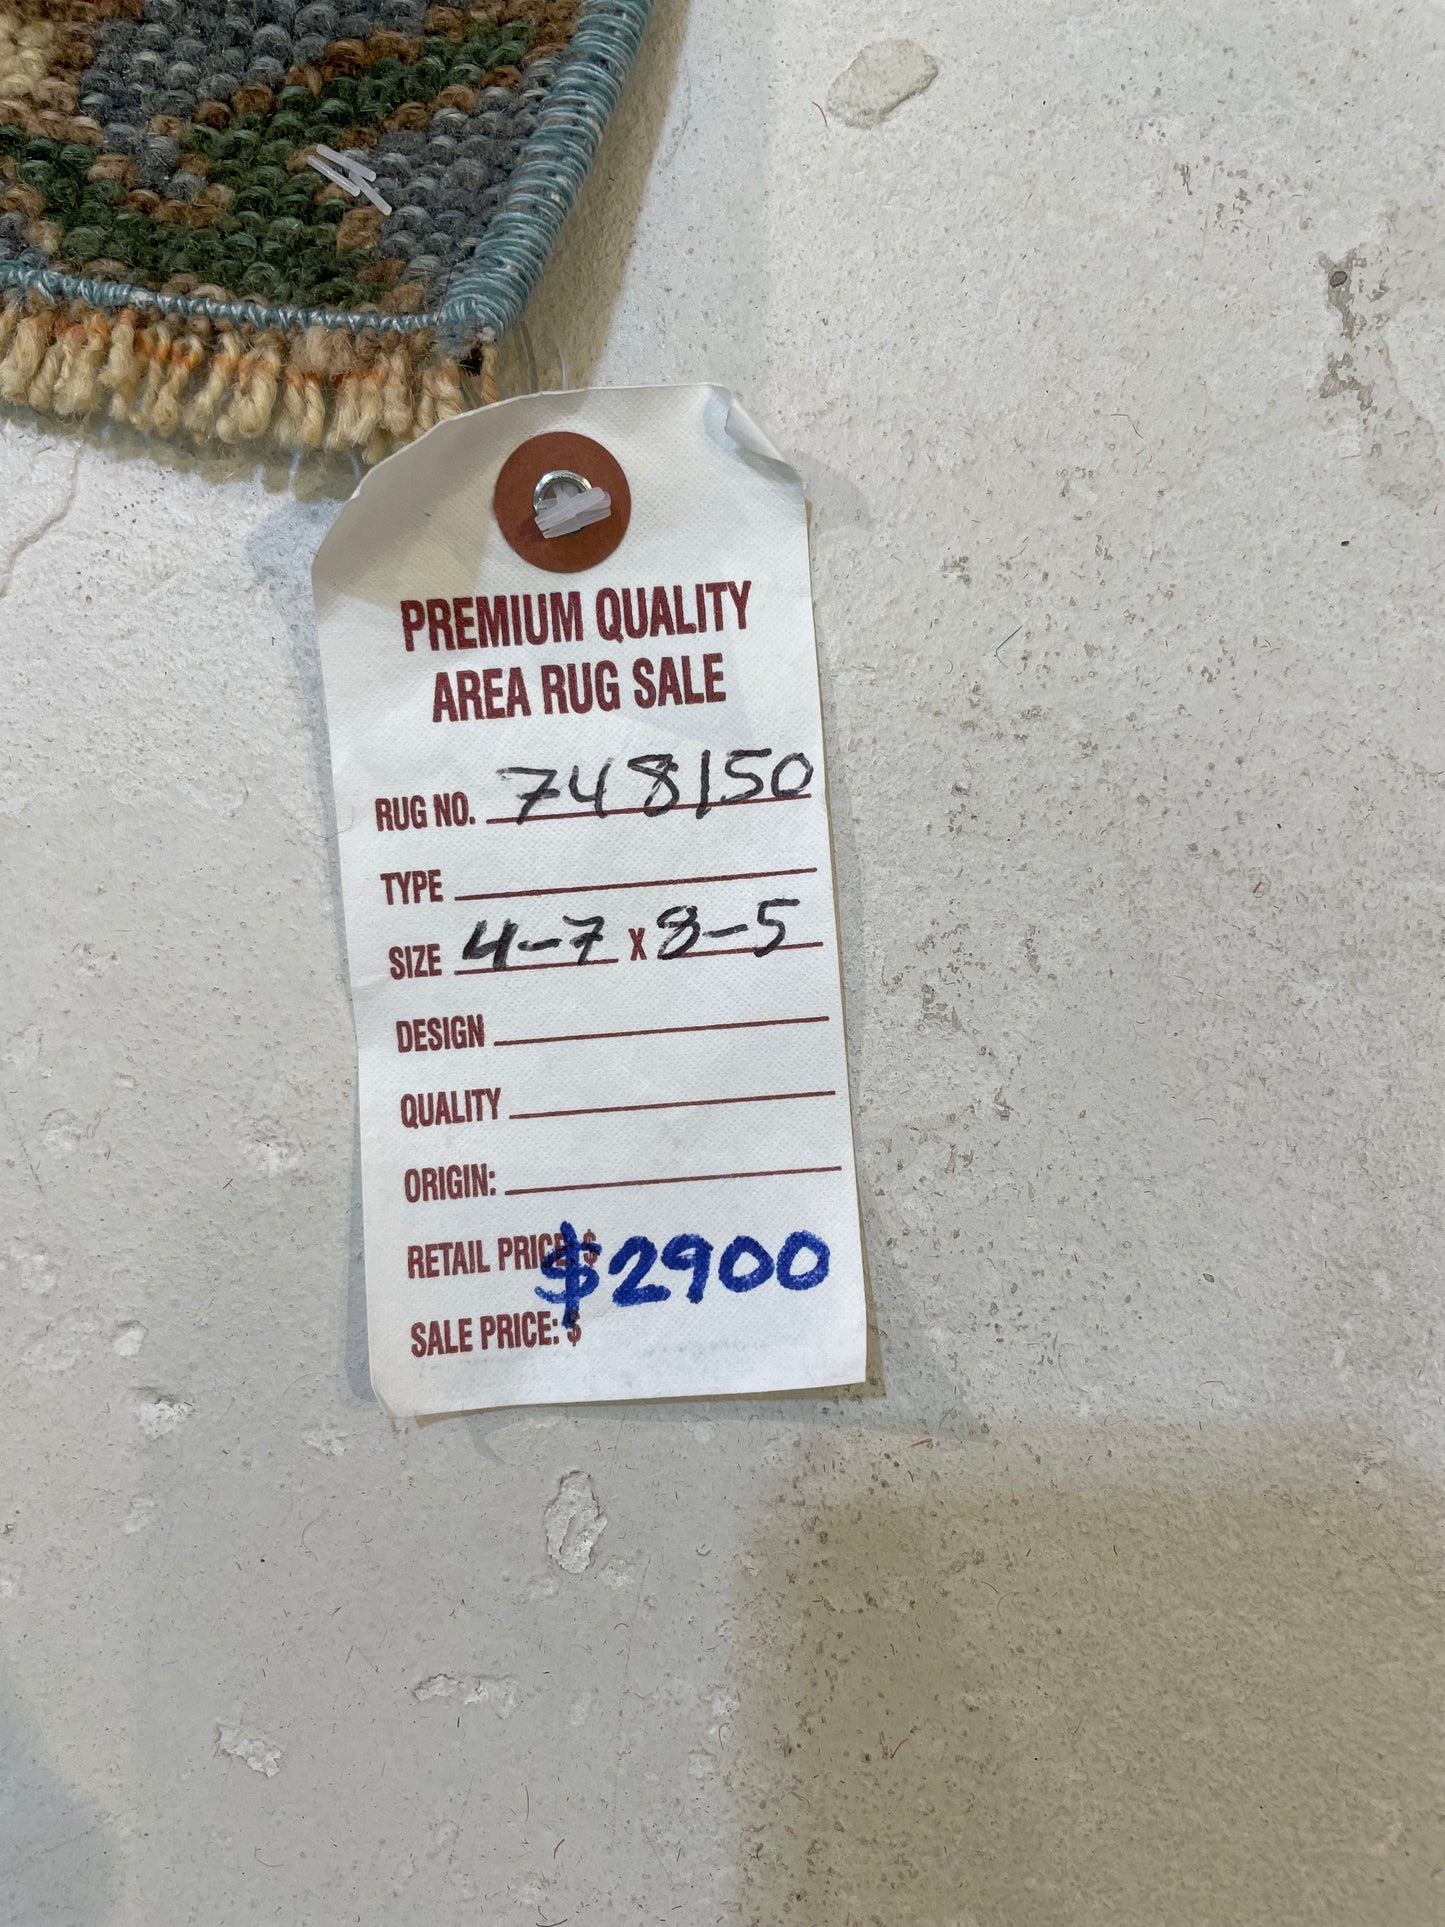 PREMIUM QUALITY
AREA RUG SALE
RUG NO. 748150
TYPE
SIZE 4-7 x 8-5
DESIGN
QUALITY
ORIGIN:
RETAIL PRICE: $ $2900
SALE PRICE: $